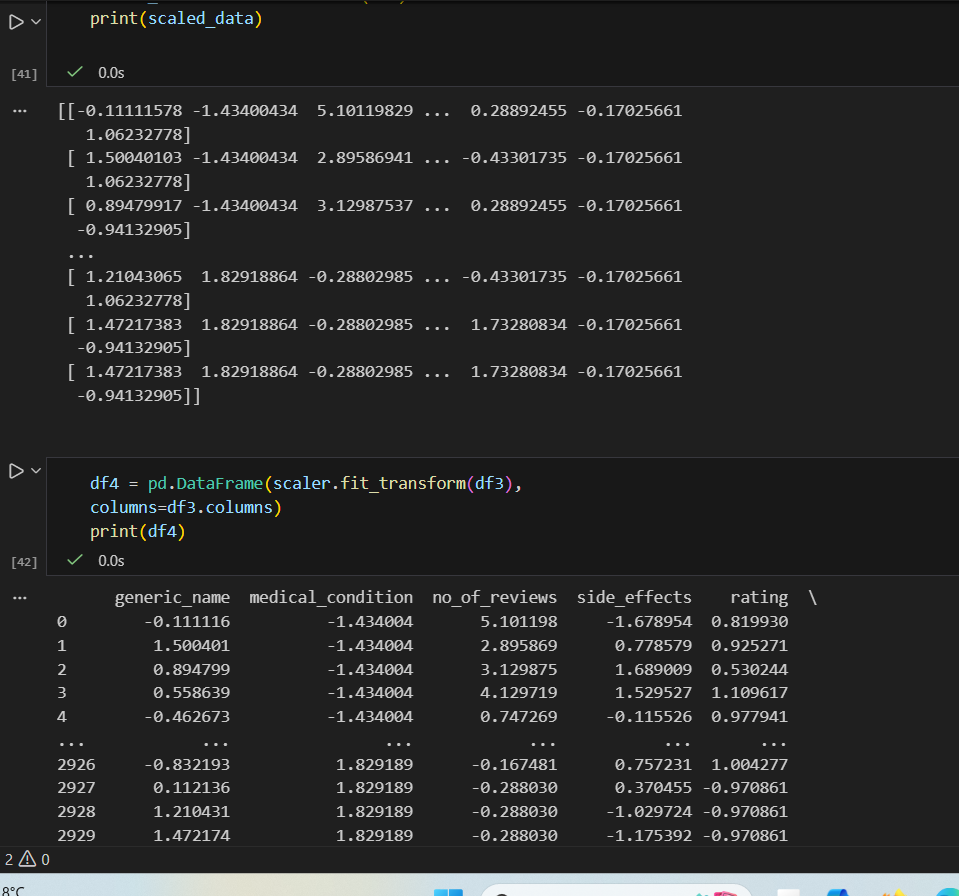 print(scaled_data)
[41]
0.0s
...
[[-0.11111578 -1.43400434  5.10119829 ...  0.28892455 -0.17025661
1.06232778]
[ 1.50040103 -1.43400434  2.89586941 ... -0.43301735 -0.17025661
1.06232778]
[ 0.89479917 -1.43400434  3.12987537 ...  0.28892455 -0.17025661
-0.94132905]
...
[ 1.21043065  1.82918864 -0.28802985 ... -0.43301735 -0.17025661
1.06232778]
[ 1.47217383  1.82918864 -0.28802985 ...  1.73280834 -0.17025661
-0.94132905]
[ 1.47217383  1.82918864 -0.28802985 ...  1.73280834 -0.17025661
-0.94132905]]
df4 = pd.DataFrame(scaler.fit_transform(df3),
columns=df3.columns)
print(df4)
[42]
0.0s
...
generic_name  medical_condition  no_of_reviews  side_effects    rating  \
0        -0.111116          -1.434004       5.101198     -1.678954  0.819930
1         1.500401          -1.434004       2.895869      0.778579  0.925271
2         0.894799          -1.434004       3.129875      1.689009  0.530244
3         0.558639          -1.434004       4.129719      1.529527  1.109617
4        -0.462673          -1.434004       0.747269     -0.115526  0.977941
...            ...                ...            ...           ...       ...
2926     -0.832193           1.829189      -0.167481      0.757231  1.004277
2927      0.112136           1.829189      -0.288030      0.370455 -0.970861
2928      1.210431           1.829189      -0.288030     -1.029724 -0.970861
2929      1.472174           1.829189      -0.288030     -1.175392 -0.970861
2 0
8°C